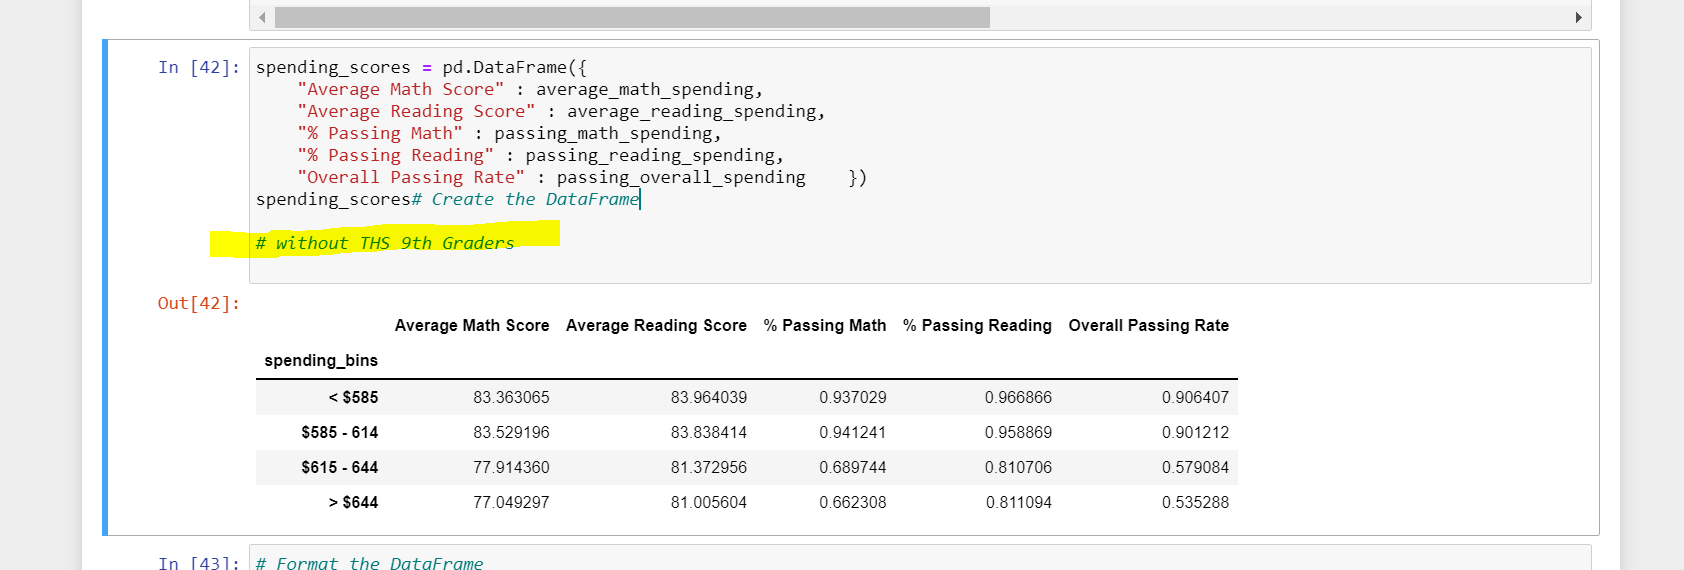 In [42]: spending_scores = pd.DataFrame({
"Average Math Score" : average_math_spending,
"Average Reading Score" : average_reading_spending,
"% Passing Math" : passing_math_spending,
"% Passing Reading" : passing_reading_spending,
"Overall Passing Rate" : passing_overall_spending    })
spending_scores# Create the DataFrame
# without THS 9th Graders
Out[42]:
Average Math Score Average Reading Score % Passing Math % Passing Reading Overall Passing Rate
spending_bins
< $585 83.363065 83.964039 0.937029 0.966866 0.906407
$585 - 614 83.529196 83.838414 0.941241 0.958869 0.901212
$615 - 644 77.914360 81.372956 0.689744 0.810706 0.579084
> $644 77.049297 81.005604 0.662308 0.811094 0.535288
In [43]: # Format the DataFrame